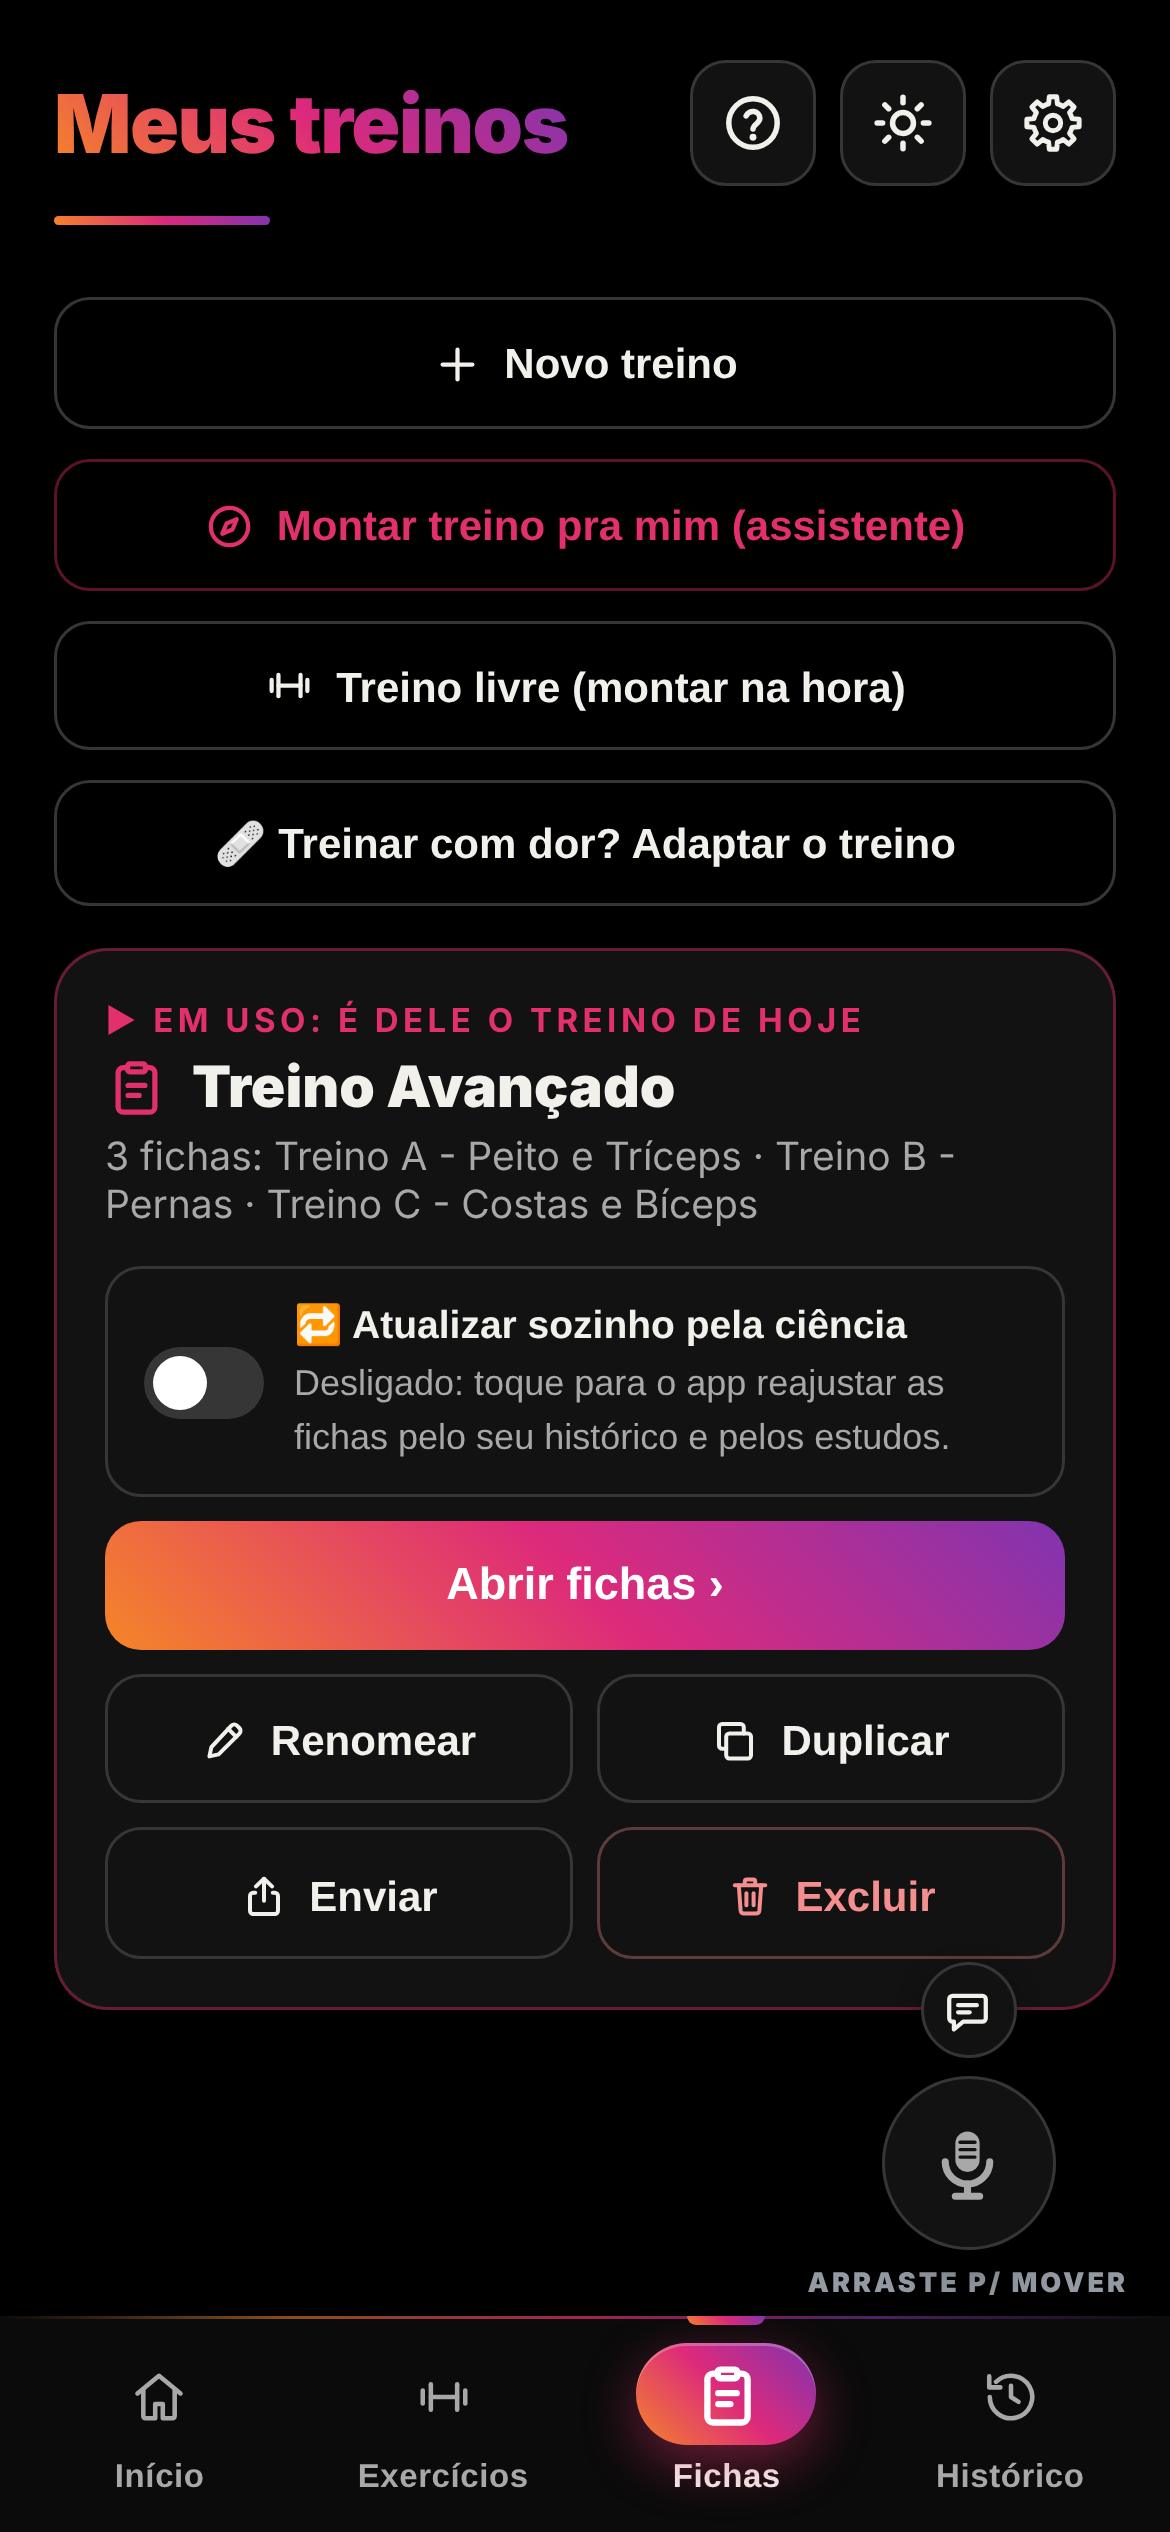 Meus treinos
Novo treino
Montar treino pra mim (assistente)
Treino livre (montar na hora)
🩹 Treinar com dor? Adaptar o treino
▶ EM USO: É DELE O TREINO DE HOJE
Treino Avançado
3 fichas: Treino A - Peito e Tríceps · Treino B -
Pernas · Treino C - Costas e Bíceps
🔁 Atualizar sozinho pela ciência
Desligado: toque para o app reajustar as
fichas pelo seu histórico e pelos estudos.
Abrir fichas ›
Renomear
Duplicar
Enviar
Excluir
ARRASTE P/ MOVER
Início
Exercícios
Fichas
Histórico